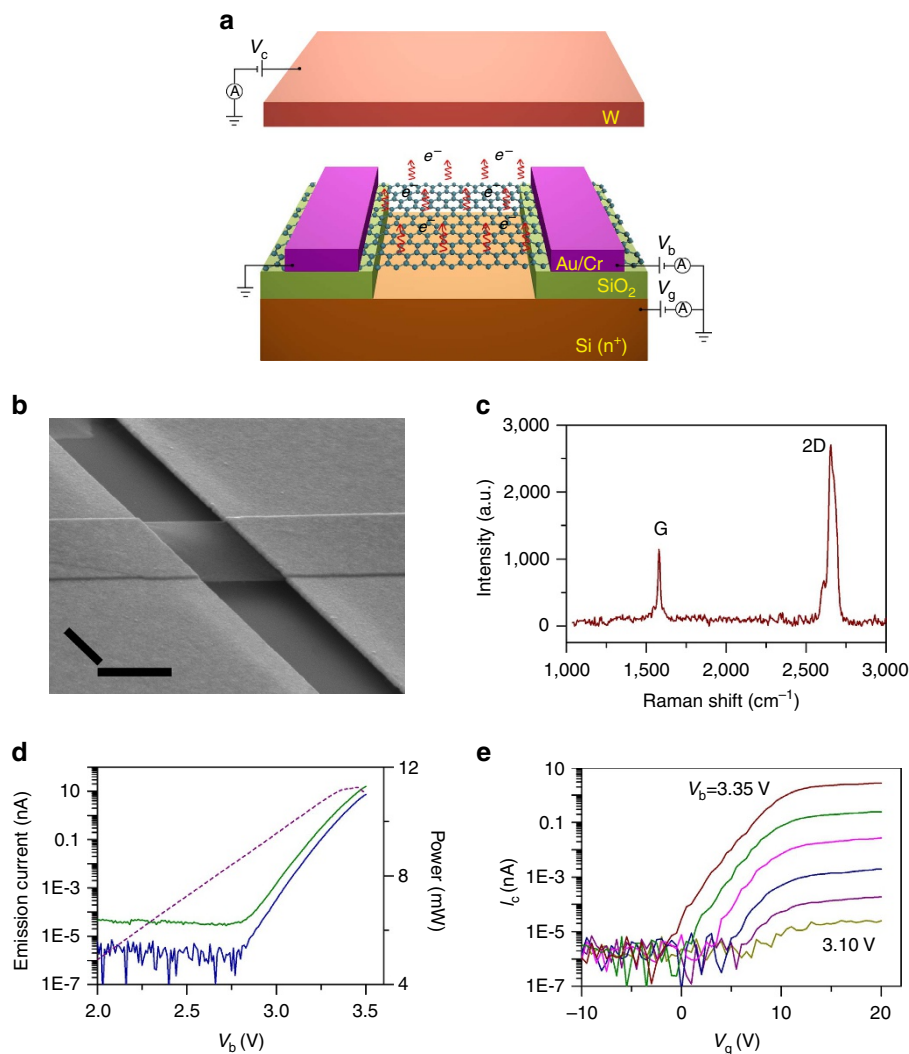 a
V_c
A
W
e⁻ e⁻
e⁻ e⁻
e⁻ e⁻
V_b
Au/Cr
A
SiO₂
V_g
A
Si (n⁺)
b
c
3,000
2,000
1,000
0
Intensity (a.u.)
G
2D
1,000 1,500 2,000 2,500 3,000
Raman shift (cm⁻¹)
d
10
0.1
1E–3
1E–5
1E–7
Emission current (nA)
12
8
4
Power (mW)
2.0 2.5 3.0 3.5
V_b (V)
e
10
0.1
1E–3
1E–5
1E–7
I_c (nA)
V_b=3.35 V
3.10 V
–10 0 10 20
V_g (V)